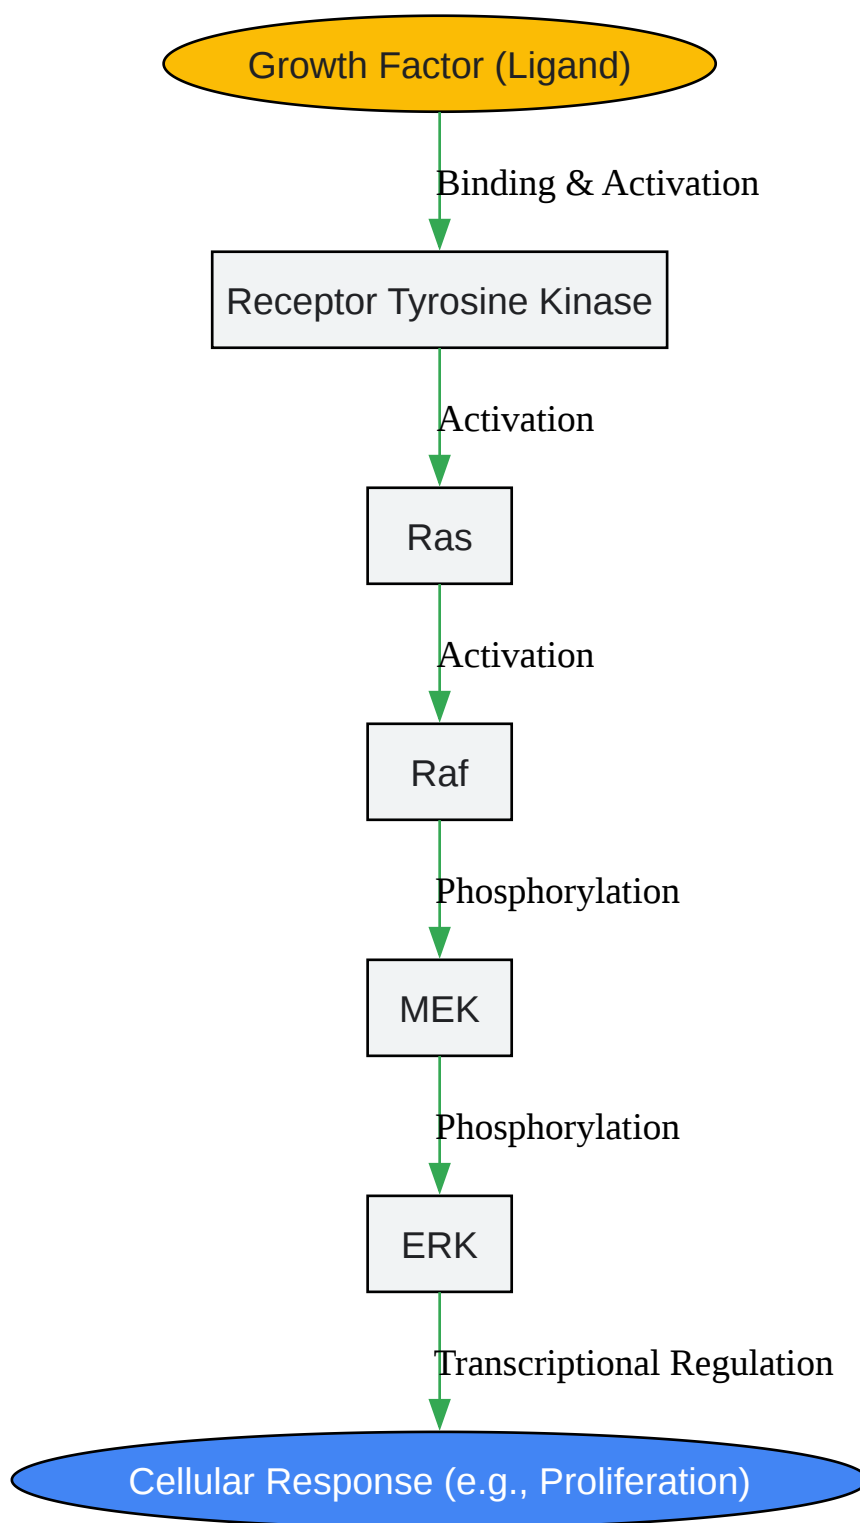 Growth Factor (Ligand)
Binding & Activation
Receptor Tyrosine Kinase
Activation
Ras
Activation
Raf
Phosphorylation
MEK
Phosphorylation
ERK
Transcriptional Regulation
Cellular Response (e.g., Proliferation)